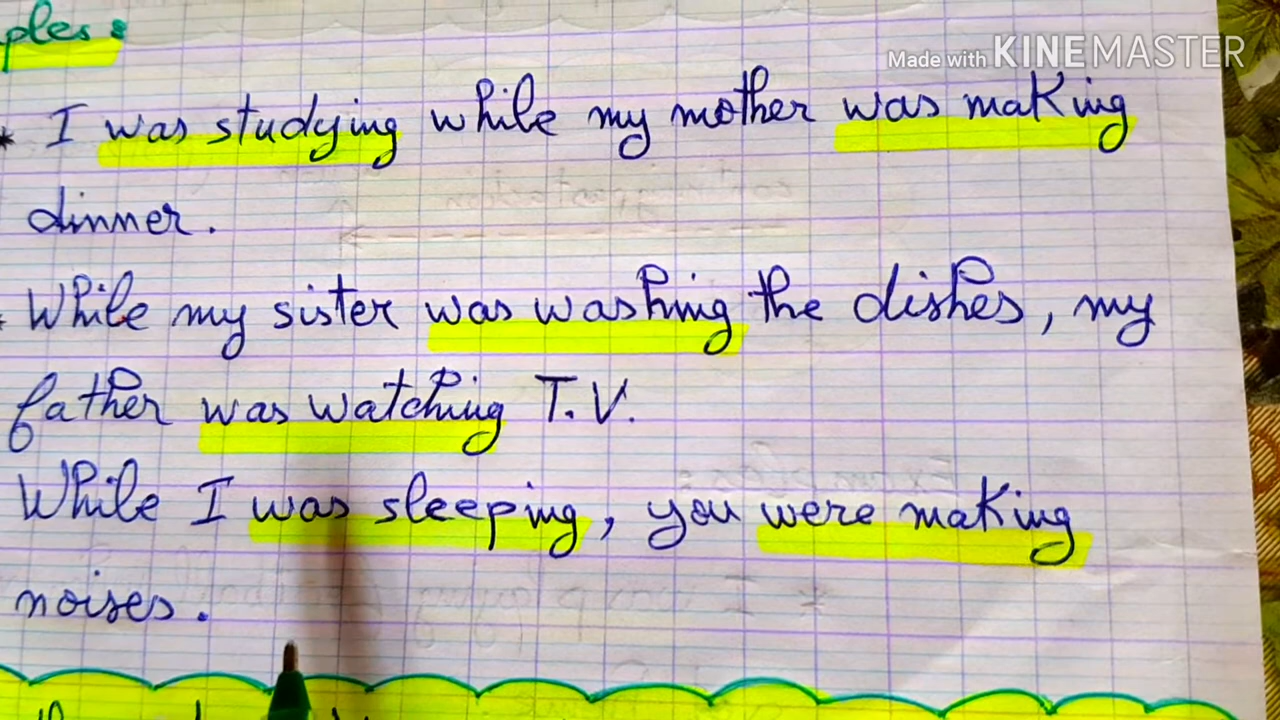 ples :
Made with KINEMASTER
* I was studying while my mother was making
dinner.
* While my sister was washing the dishes, my
father was watching T.V.
While I was sleeping, you were making
noises.